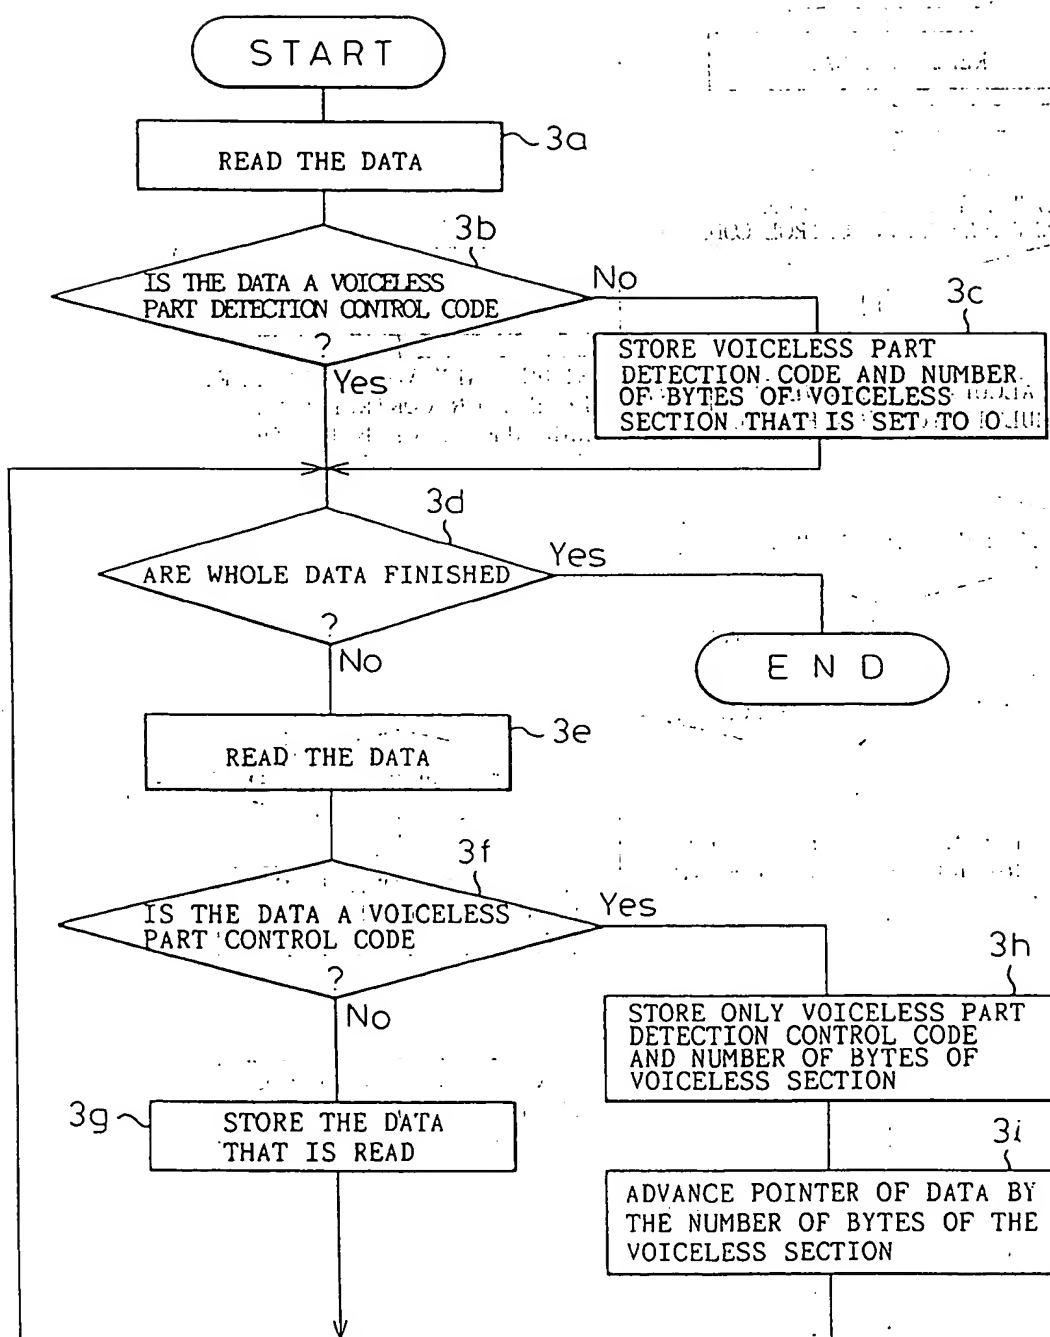 START
READ THE DATA
3a
3b
IS THE DATA A VOICELESS
PART DETECTION CONTROL CODE
?
No
Yes
3c
STORE VOICELESS PART
DETECTION CODE AND NUMBER
OF BYTES OF VOICELESS
SECTION THAT IS SET TO 0
3d
ARE WHOLE DATA FINISHED
?
Yes
No
END
READ THE DATA
3e
3f
IS THE DATA A VOICELESS
PART CONTROL CODE
?
Yes
No
3h
STORE ONLY VOICELESS PART
DETECTION CONTROL CODE
AND NUMBER OF BYTES OF
VOICELESS SECTION
3g
STORE THE DATA
THAT IS READ
3i
ADVANCE POINTER OF DATA BY
THE NUMBER OF BYTES OF THE
VOICELESS SECTION